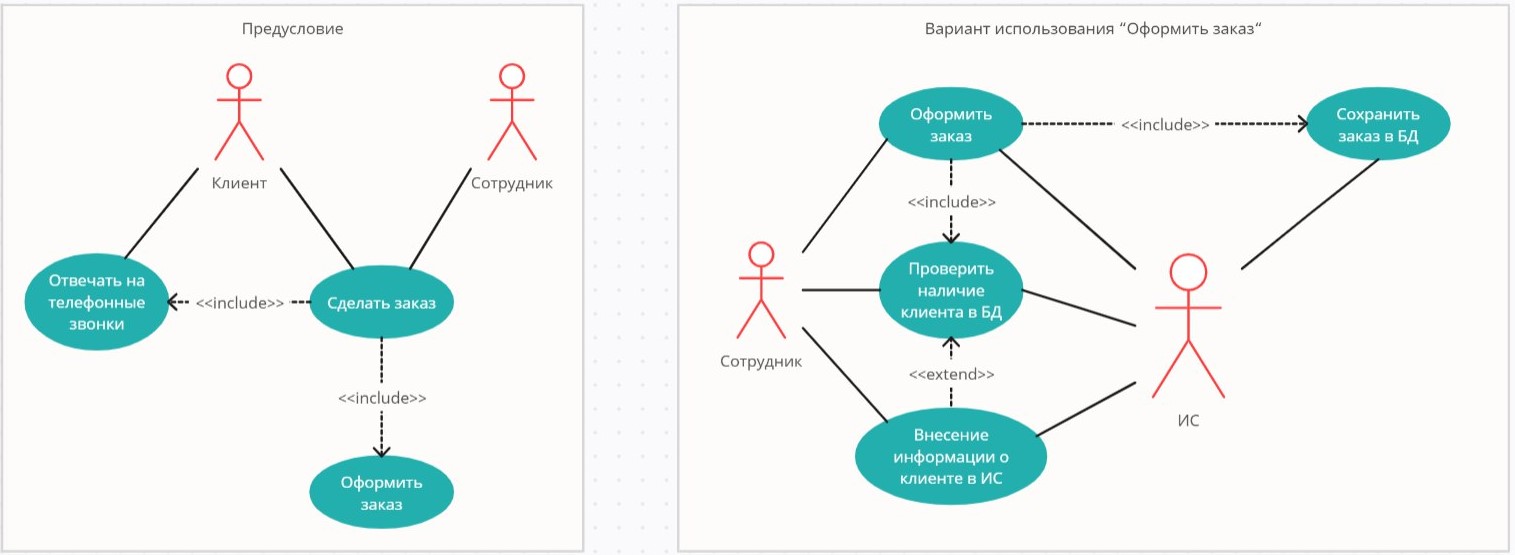 Предусловие
Клиент
Сотрудник
Отвечать на
телефонные
звонки
<<include>>
Сделать заказ
<<include>>
Оформить
заказ
Вариант использования “Оформить заказ“
Оформить
заказ
<<include>>
Сохранить
заказ в БД
<<include>>
Проверить
наличие
клиента в БД
Сотрудник
<<extend>>
ИС
Внесение
информации о
клиенте в ИС